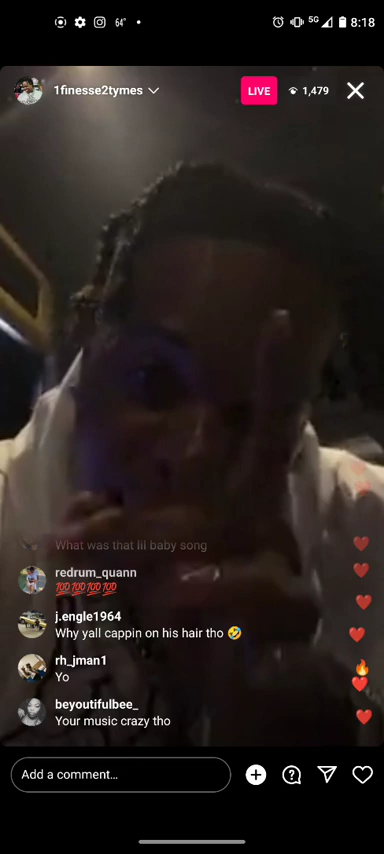 64°
5G
8:18
1finesse2tymes
LIVE
1,479
What was that lil baby song
redrum_quann
💯💯💯💯
j.engle1964
Why yall cappin on his hair tho 🤣
rh_jman1
Yo
beyoutifulbee_
Your music crazy tho
Add a comment...